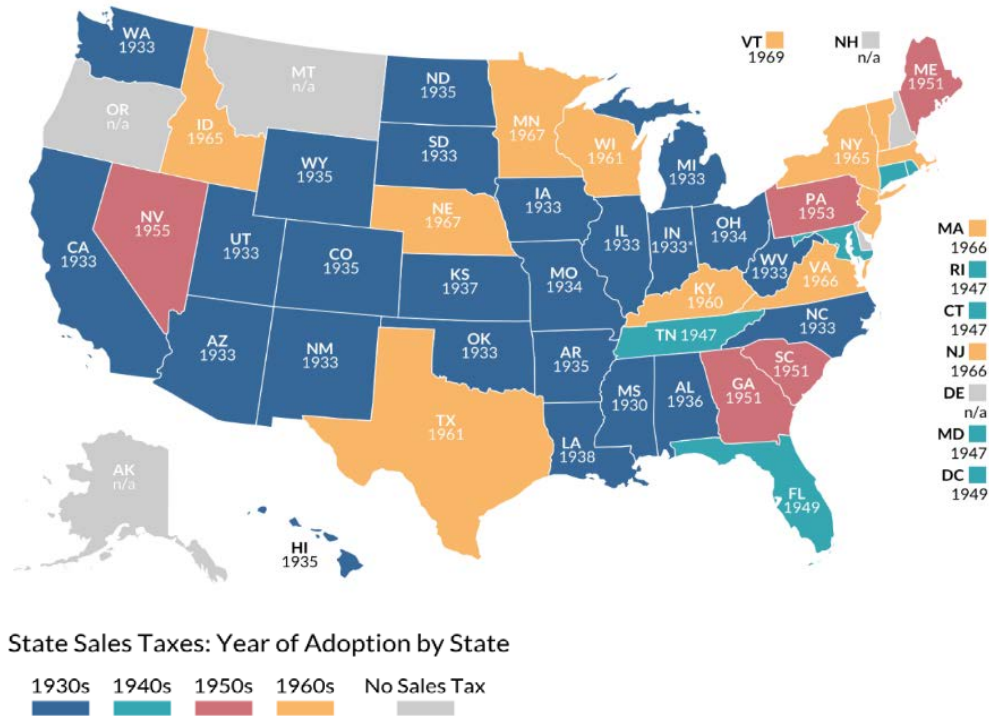 WA
1933
MT
n/a
ND
1935
VT
1969
NH
n/a
ME
1951
OR
n/a
ID
1965
MN
1967
WI
1961
SD
1933
WY
1935
MI
1933
NY
1965
NV
1955
NE
1967
IA
1933
PA
1953
CA
1933
UT
1933
CO
1935
IL
1933
IN
1933*
OH
1934
MA
1966
KS
1937
MO
1934
WV
1933
VA
1966
RI
1947
KY
1960
CT
1947
AZ
1933
NM
1933
OK
1933
AR
1935
TN 1947
NC
1933
NJ
1966
SC
1951
MS
1930
AL
1936
GA
1951
DE
n/a
TX
1961
LA
1938
MD
1947
AK
n/a
FL
1949
DC
1949
HI
1935
State Sales Taxes: Year of Adoption by State
1930s 1940s 1950s 1960s No Sales Tax